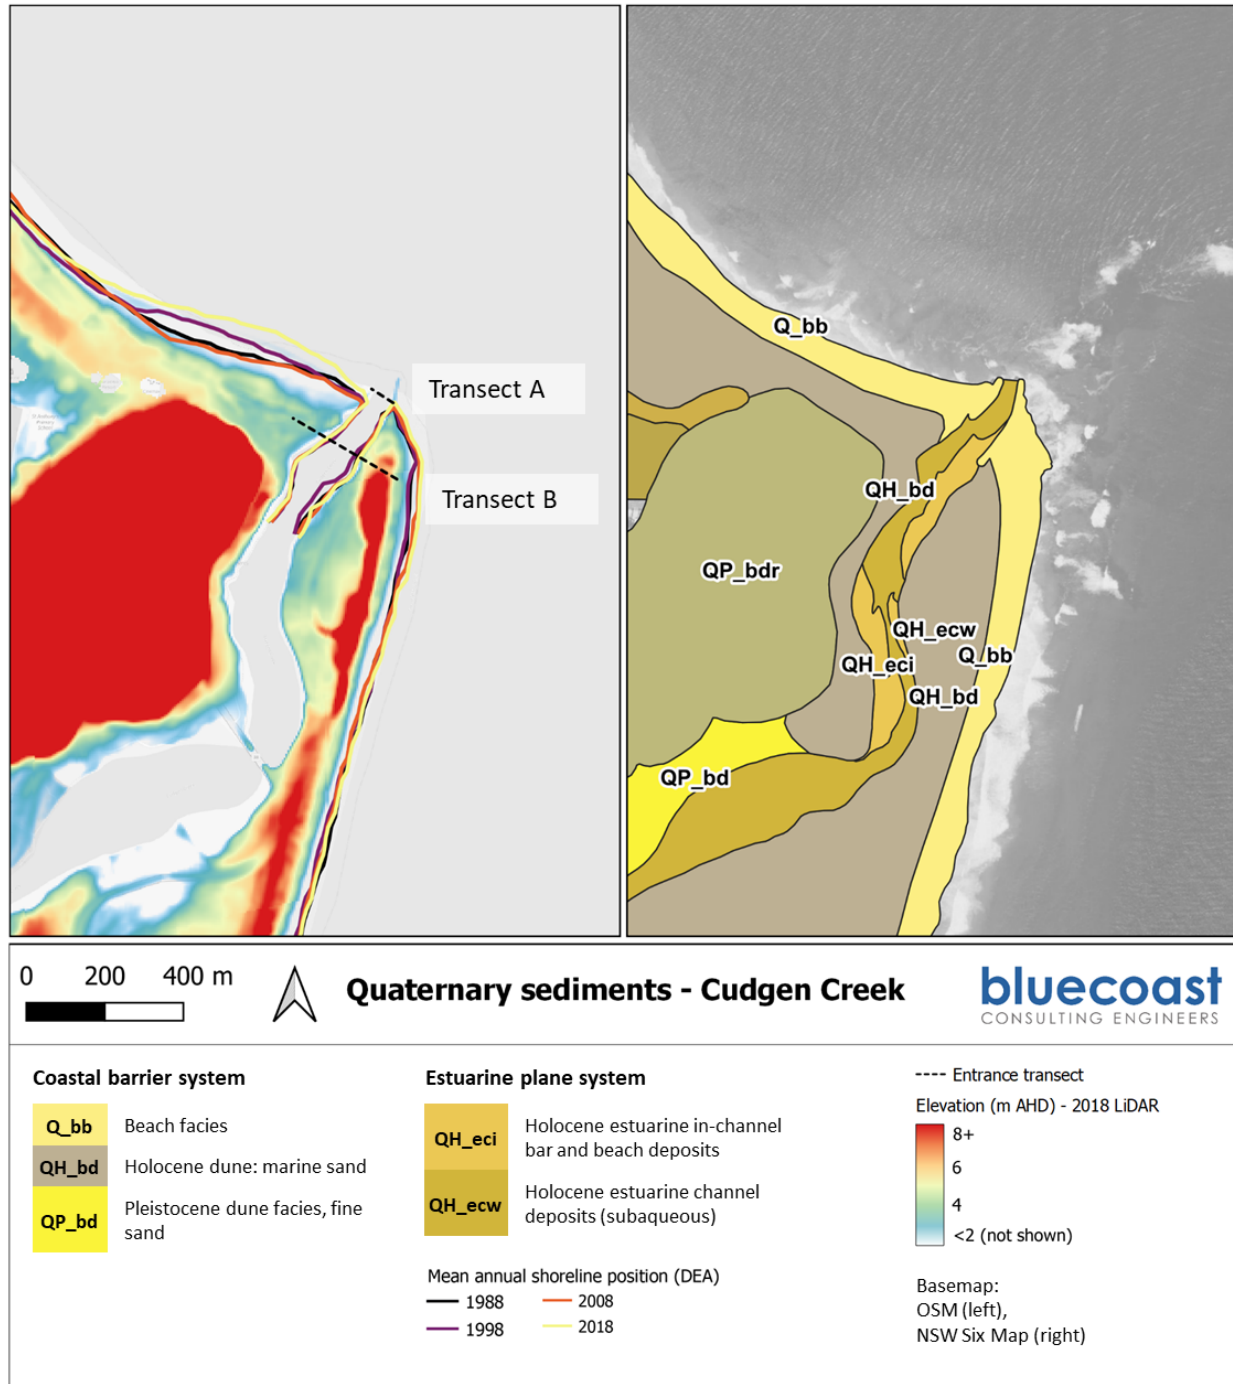 Transect A
Transect B
Q_bb
QH_bd
QP_bdr
QH_ecw
Q_bb
QH_eci
QH_bd
QP_bd
0 200 400 m
Quaternary sediments - Cudgen Creek
bluecoast
CONSULTING ENGINEERS
Coastal barrier system
Q_bb Beach facies
QH_bd Holocene dune: marine sand
QP_bd Pleistocene dune facies, fine
sand
Estuarine plane system
QH_eci Holocene estuarine in-channel
bar and beach deposits
QH_ecw Holocene estuarine channel
deposits (subaqueous)
Mean annual shoreline position (DEA)
1988 2008
1998 2018
Entrance transect
Elevation (m AHD) - 2018 LiDAR
8+
6
4
<2 (not shown)
Basemap:
OSM (left),
NSW Six Map (right)